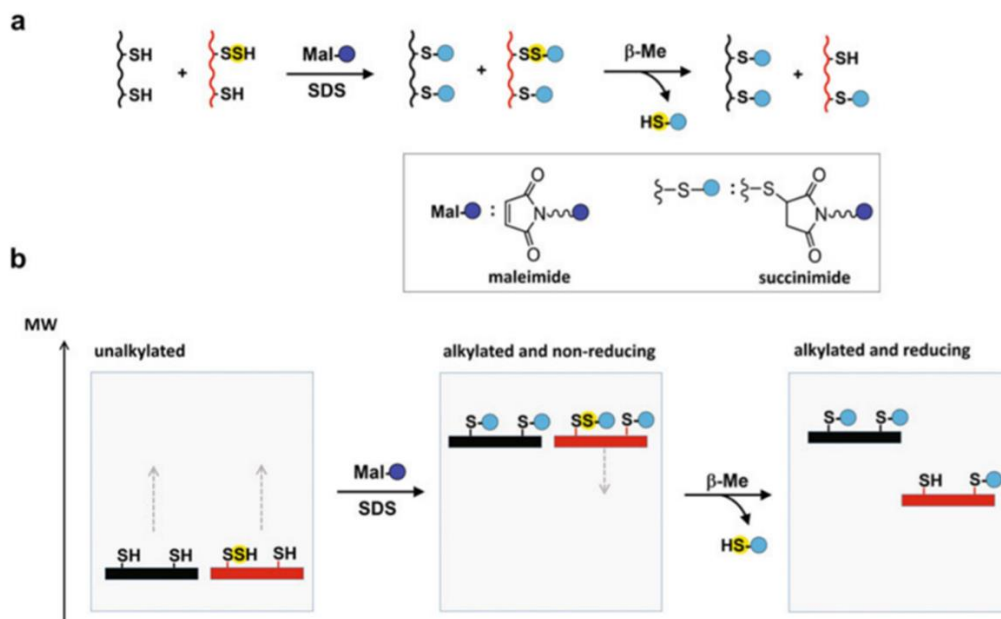 a
SH + SSH Mal- S- + SS- β-Me S- + SH
SH SH SDS S- S- S- S-
HS-
Mal- : O N O S- : S O N O
maleimide succinimide
b
MW
unalkylated alkylated and non-reducing alkylated and reducing
S- S- SS- S- S- S-
Mal- SH S-
SDS β-Me
SH SH SSH SH HS-